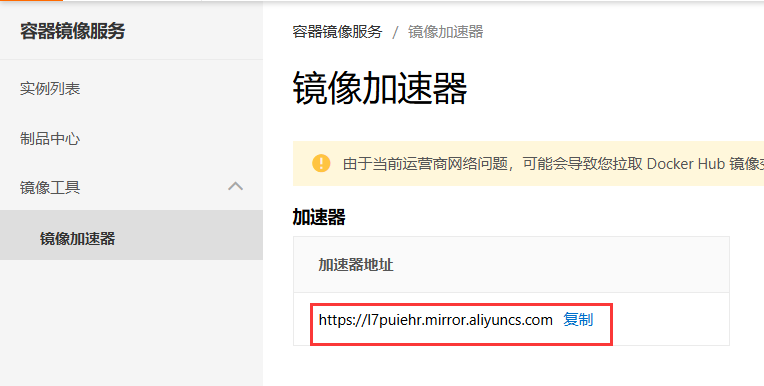 容器镜像服务
实例列表
制品中心
镜像工具
镜像加速器
容器镜像服务 / 镜像加速器
镜像加速器
由于当前运营商网络问题，可能会导致您拉取 Docker Hub 镜像
加速器
加速器地址
https://l7puiehr.mirror.aliyuncs.com 复制